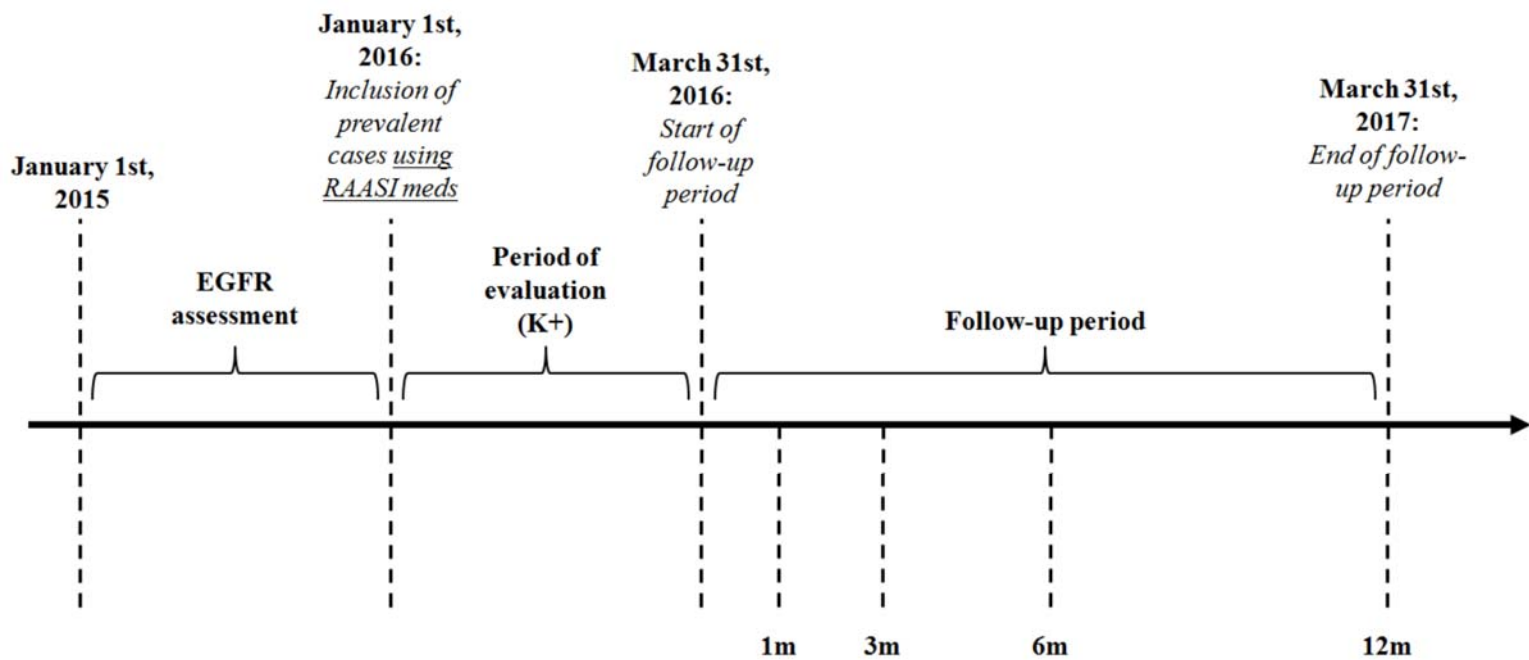 January 1st,
2015
January 1st,
2016:
Inclusion of
prevalent
cases using
RAASI meds
March 31st,
2016:
Start of
follow-up
period
March 31st,
2017:
End of follow-
up period
EGFR
assessment
Period of
evaluation
(K+)
Follow-up period
1m
3m
6m
12m